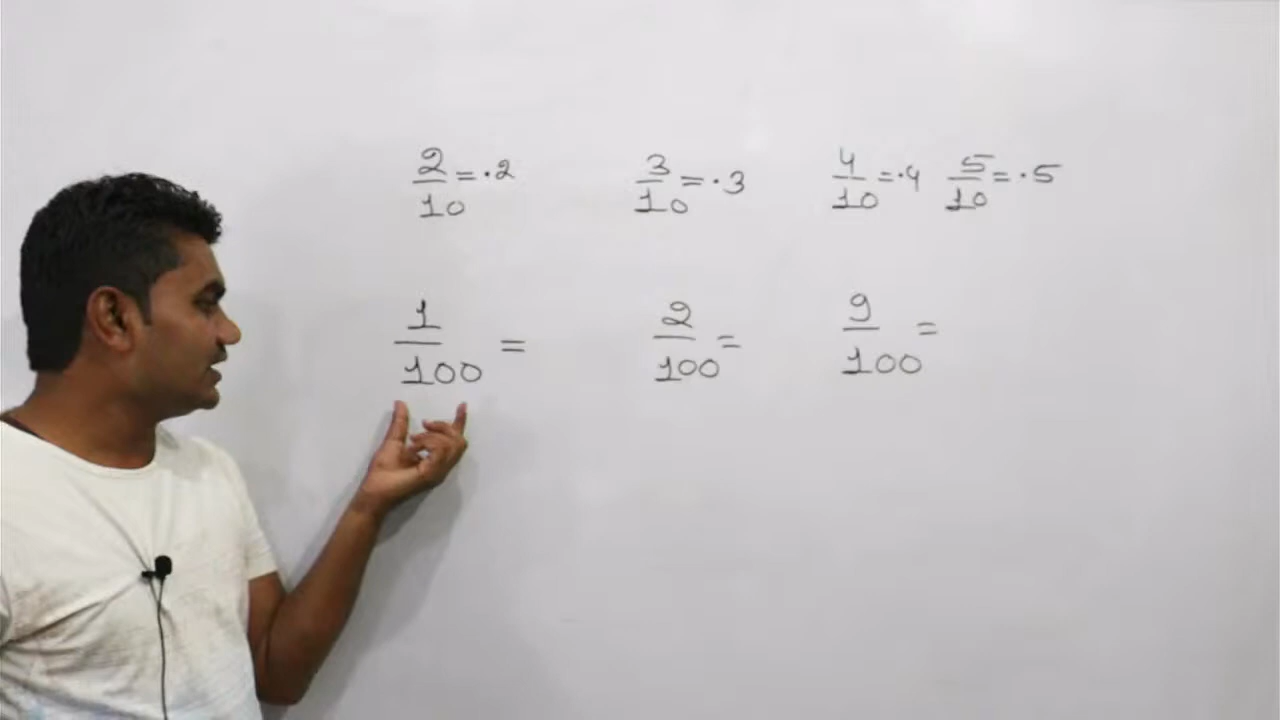 2/10 = .2 3/10 = .3 4/10 = .4 5/10 = .5
1/100 = 2/100 = 9/100 =